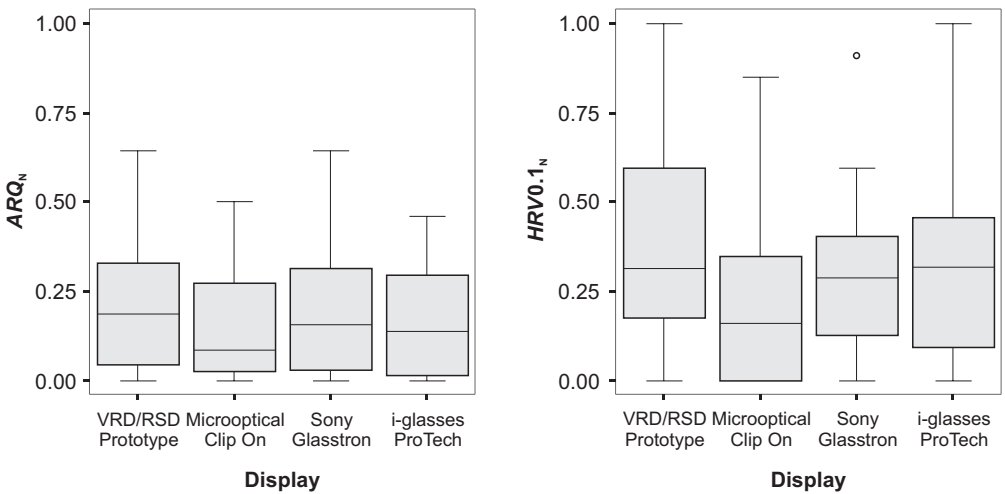 1.00
0.75
0.50
0.25
0.00
ARQN
VRD/RSD Prototype
Microoptical Clip On
Sony Glasstron
i-glasses ProTech
Display
1.00
0.75
0.50
0.25
0.00
HRV0.1N
VRD/RSD Prototype
Microoptical Clip On
Sony Glasstron
i-glasses ProTech
Display